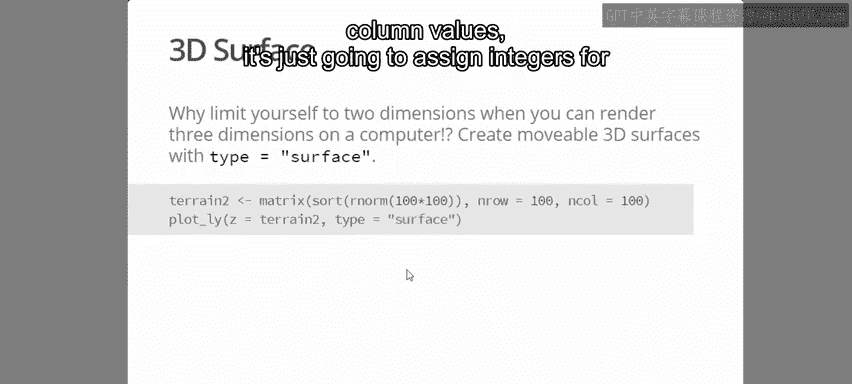 column values,
it's just going to assign integers for
3D Surface
Why limit yourself to two dimensions when you can render
three dimensions on a computer!? Create moveable 3D surfaces
with type = "surface".
terrain2 <- matrix(sort(rnorm(100*100)), nrow = 100, ncol = 100)
plot_ly(z = terrain2, type = "surface")